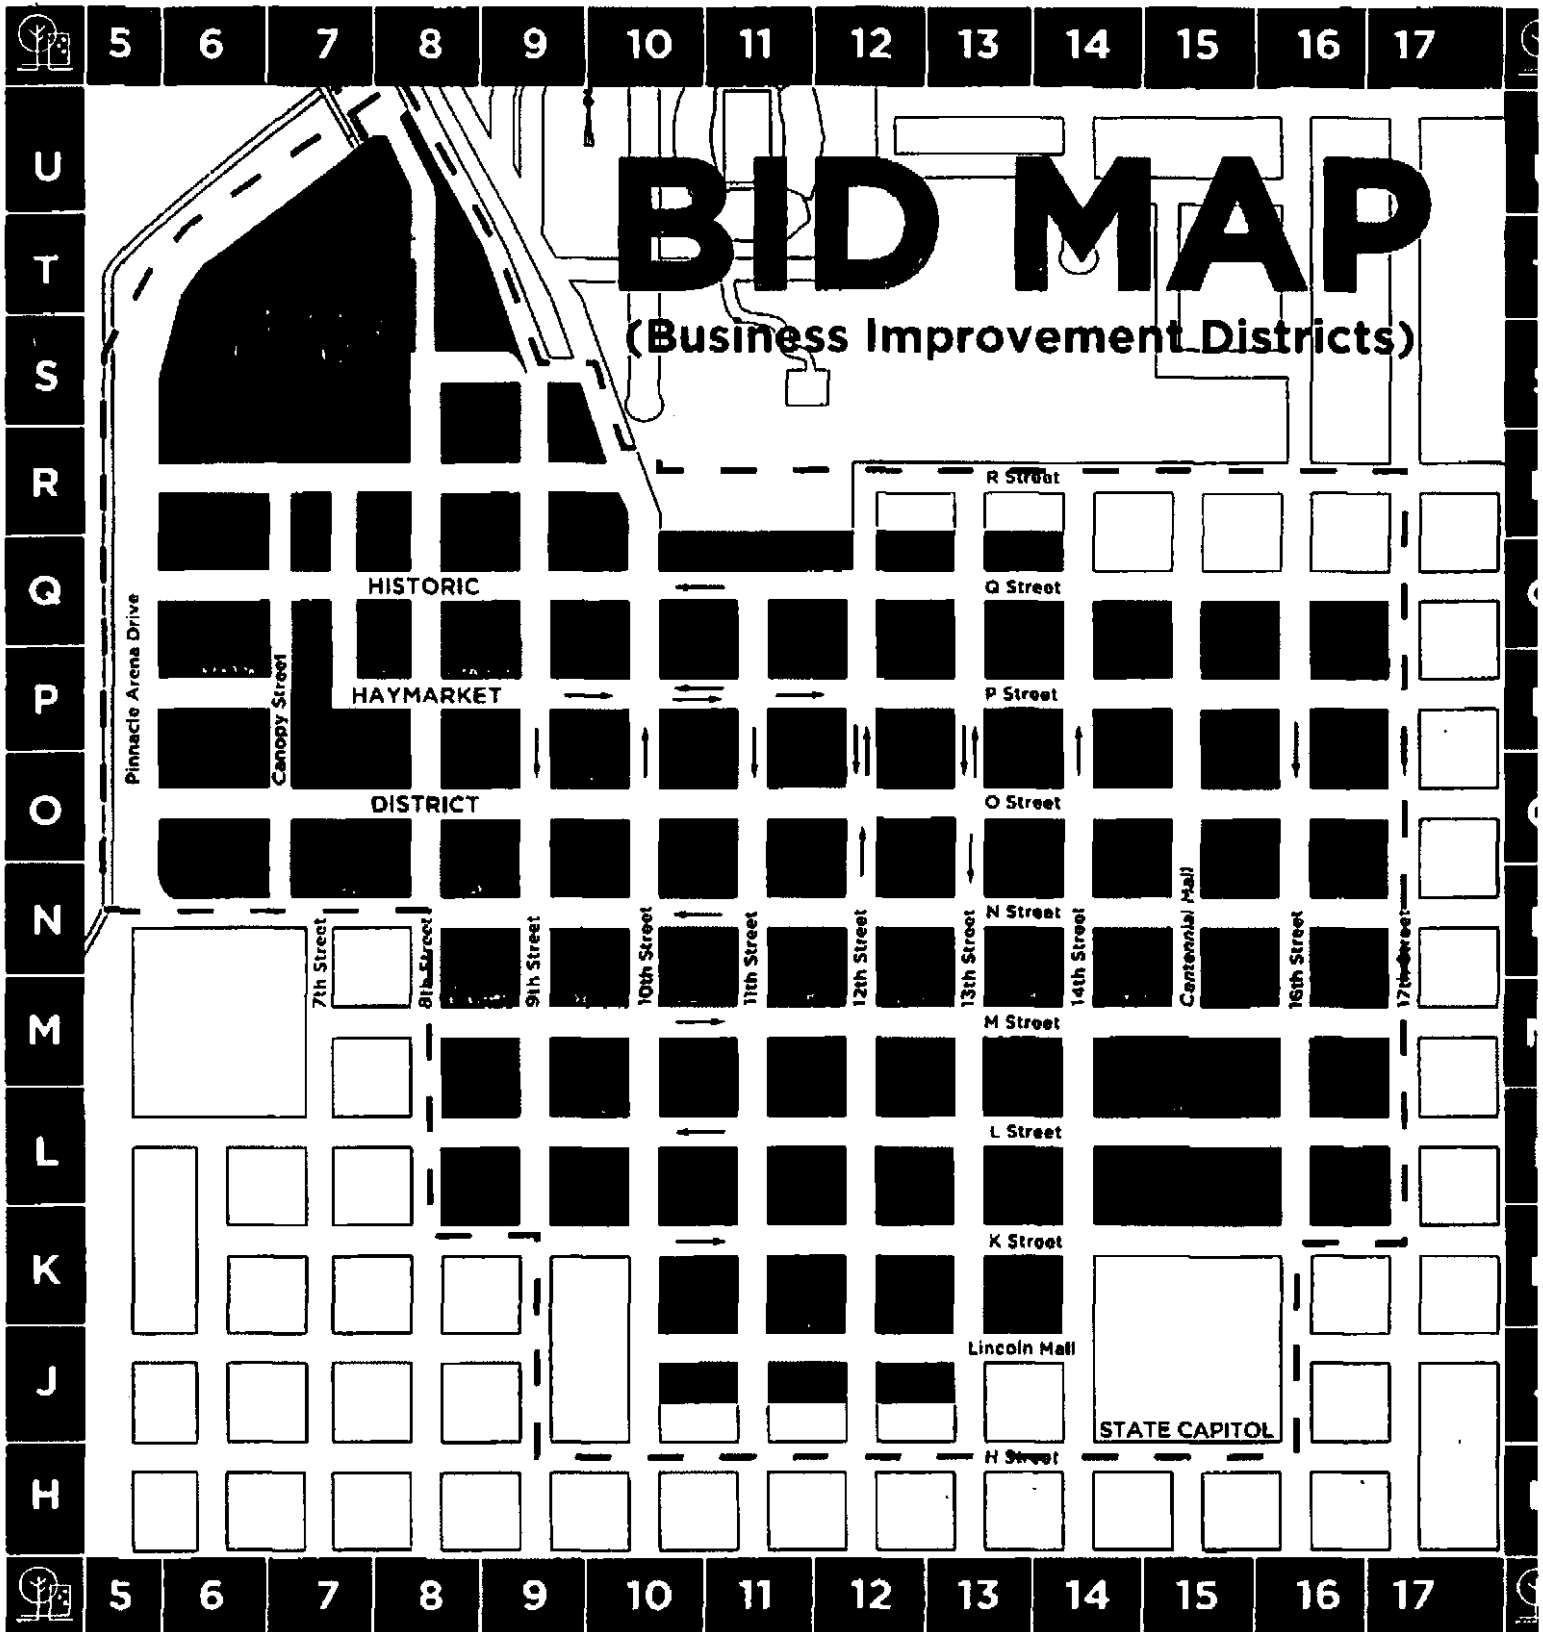 5 6 7 8 9 10 11 12 13 14 15 16 17
U
T
S
R
Q
P
O
N
M
L
K
J
H
BID MAP
(Business Improvement Districts)
R Street
HISTORIC
Q Street
Pinnacle Arena Drive
Canopy Street
HAYMARKET
P Street
DISTRICT
O Street
N Street
7th Street
8th Street
9th Street
10th Street
11th Street
12th Street
13th Street
14th Street
Centennial Mall
16th Street
17th Street
M Street
L Street
K Street
Lincoln Mall
STATE CAPITOL
H Street
5 6 7 8 9 10 11 12 13 14 15 16 17